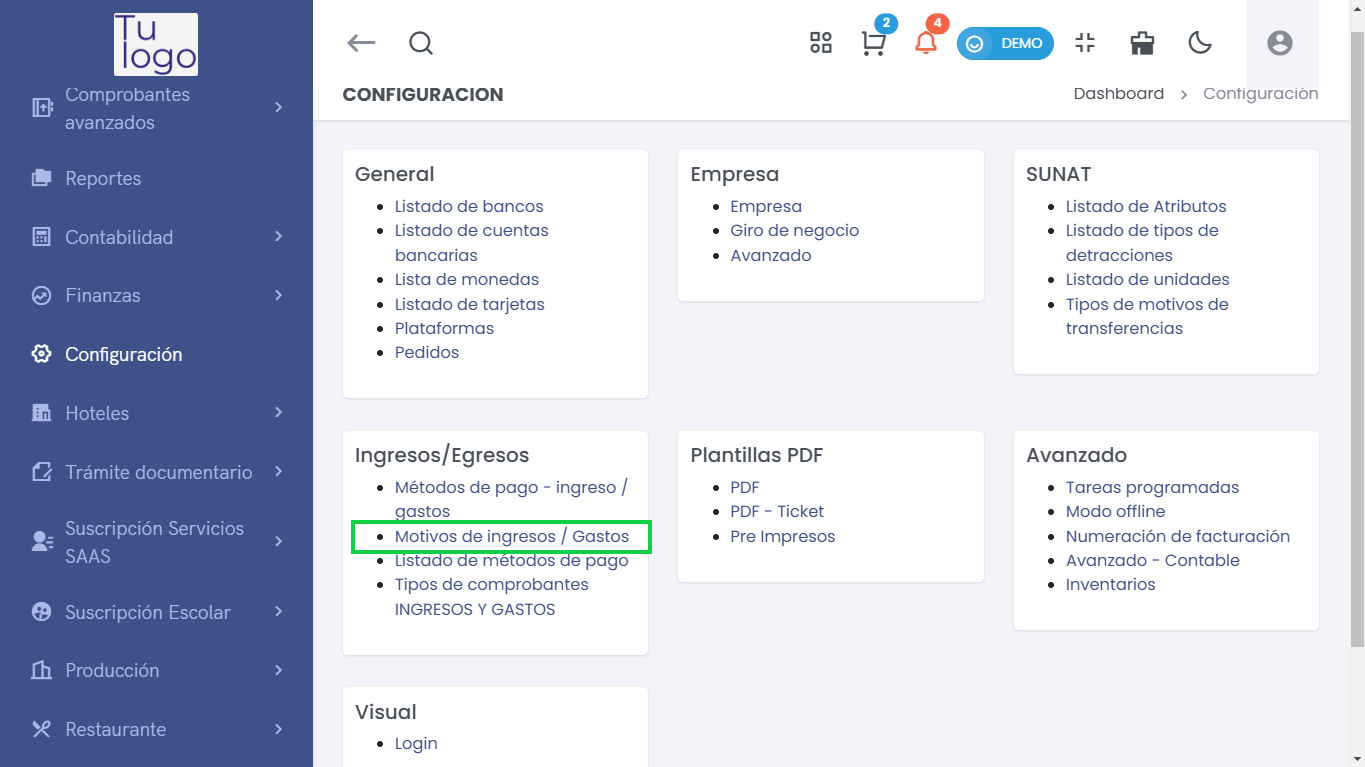 Tu
logo
2
4
DEMO
CONFIGURACION
Dashboard > Configuración
Comprobantes
avanzados
Reportes
Contabilidad
Finanzas
Configuración
Hoteles
Trámite documentario
Suscripción Servicios
SAAS
Suscripción Escolar
Producción
Restaurante
General
Listado de bancos
Listado de cuentas
bancarias
Lista de monedas
Listado de tarjetas
Plataformas
Pedidos
Empresa
Empresa
Giro de negocio
Avanzado
SUNAT
Listado de Atributos
Listado de tipos de
detracciones
Listado de unidades
Tipos de motivos de
transferencias
Ingresos/Egresos
Métodos de pago - ingreso /
gastos
Motivos de ingresos / Gastos
Listado de métodos de pago
Tipos de comprobantes
INGRESOS Y GASTOS
Plantillas PDF
PDF
PDF - Ticket
Pre Impresos
Avanzado
Tareas programadas
Modo offline
Numeración de facturación
Avanzado - Contable
Inventarios
Visual
Login